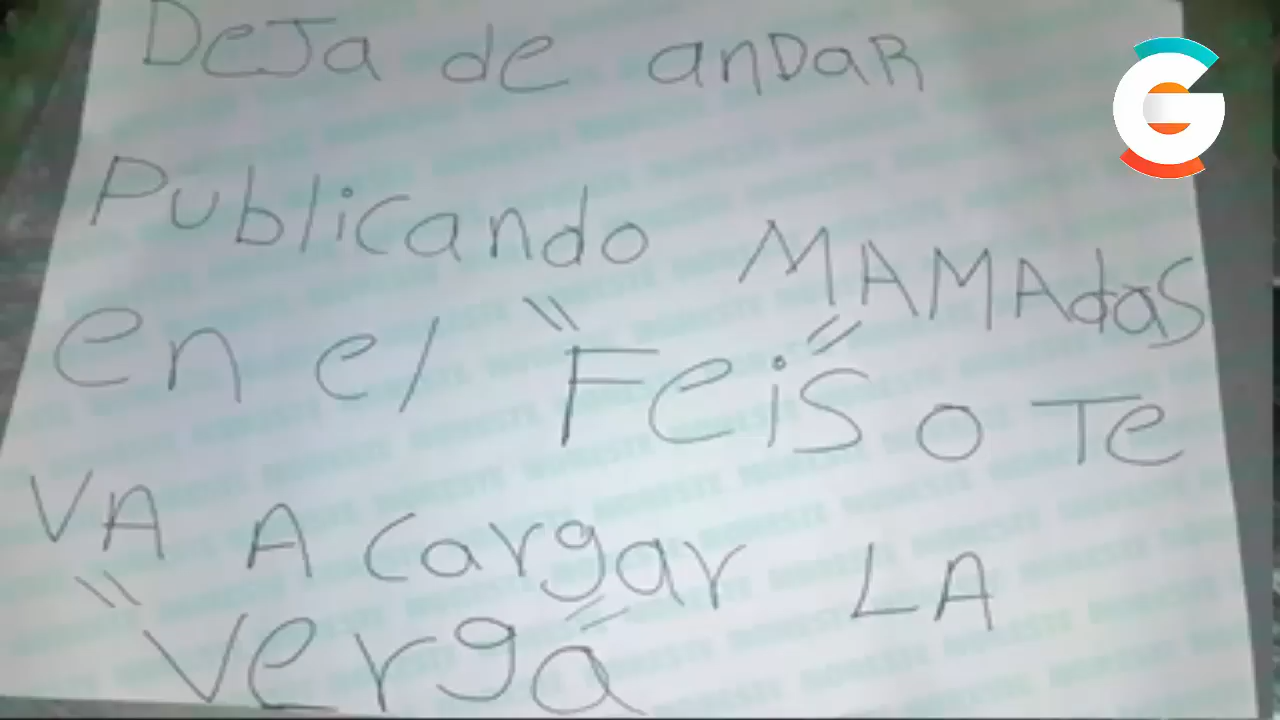 DeJa de anDaR
Publicando MAMAdas
en el "Feis" o Te
VA A cargar LA
"Verga"
G